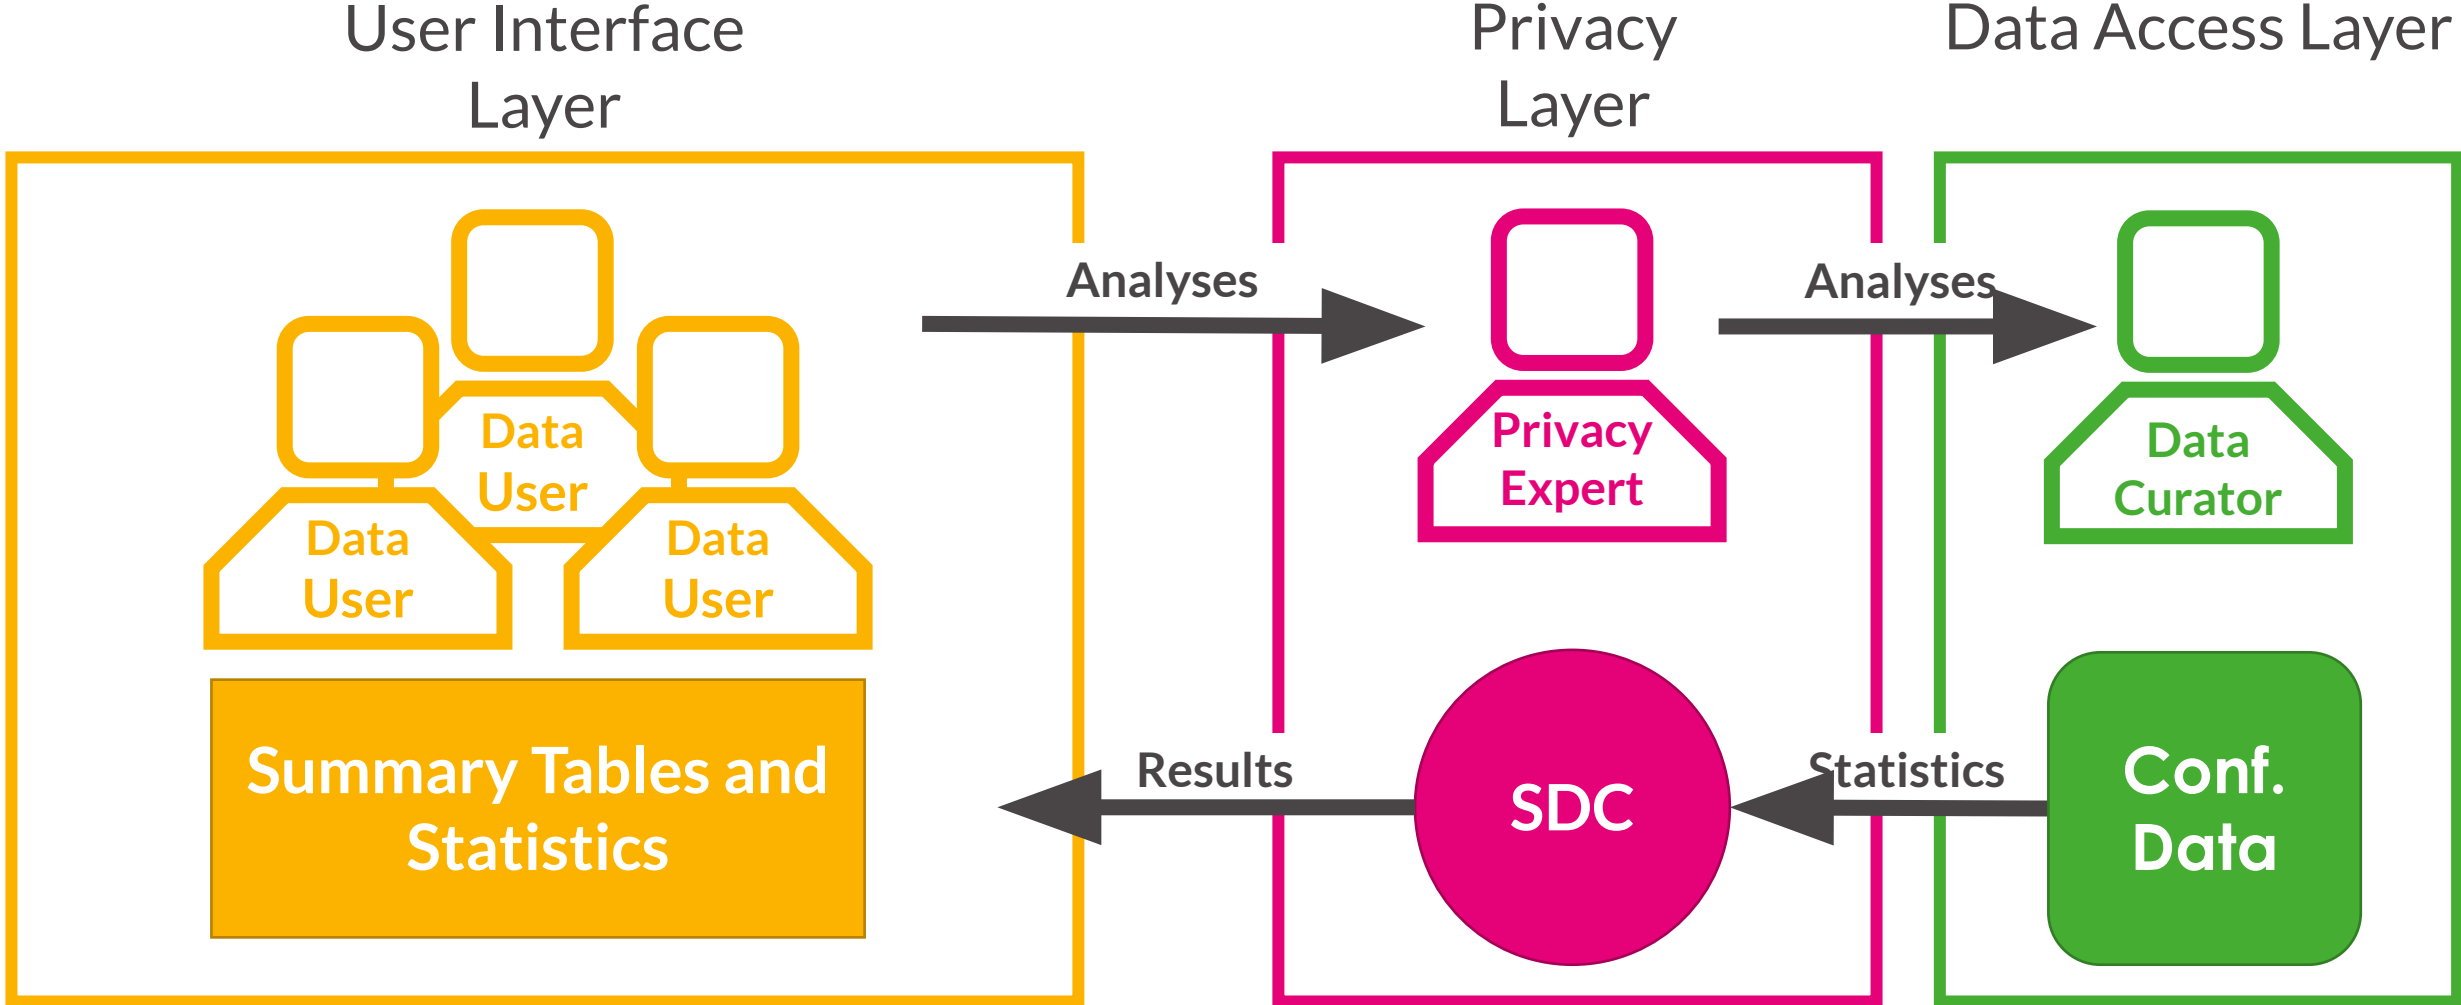 User Interface
Layer
Privacy
Layer
Data Access Layer
Analyses
Analyses
Data
User
Data
User
Data
User
Privacy
Expert
Data
Curator
Summary Tables and
Statistics
Results
SDC
Statistics
Conf.
Data